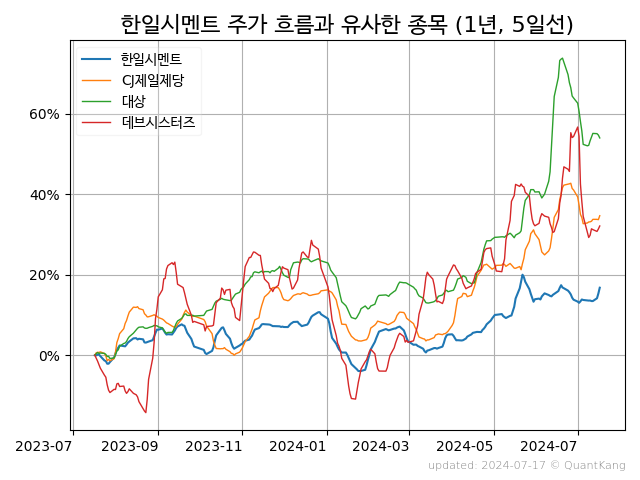 한일시멘트 주가 흐름과 유사한 종목 (1년, 5일선)
한일시멘트
CJ제일제당
대상
데브시스터즈
60%
40%
20%
0%
2023-07 2023-09 2023-11 2024-01 2024-03 2024-05 2024-07
updated: 2024-07-17 © QuantKang